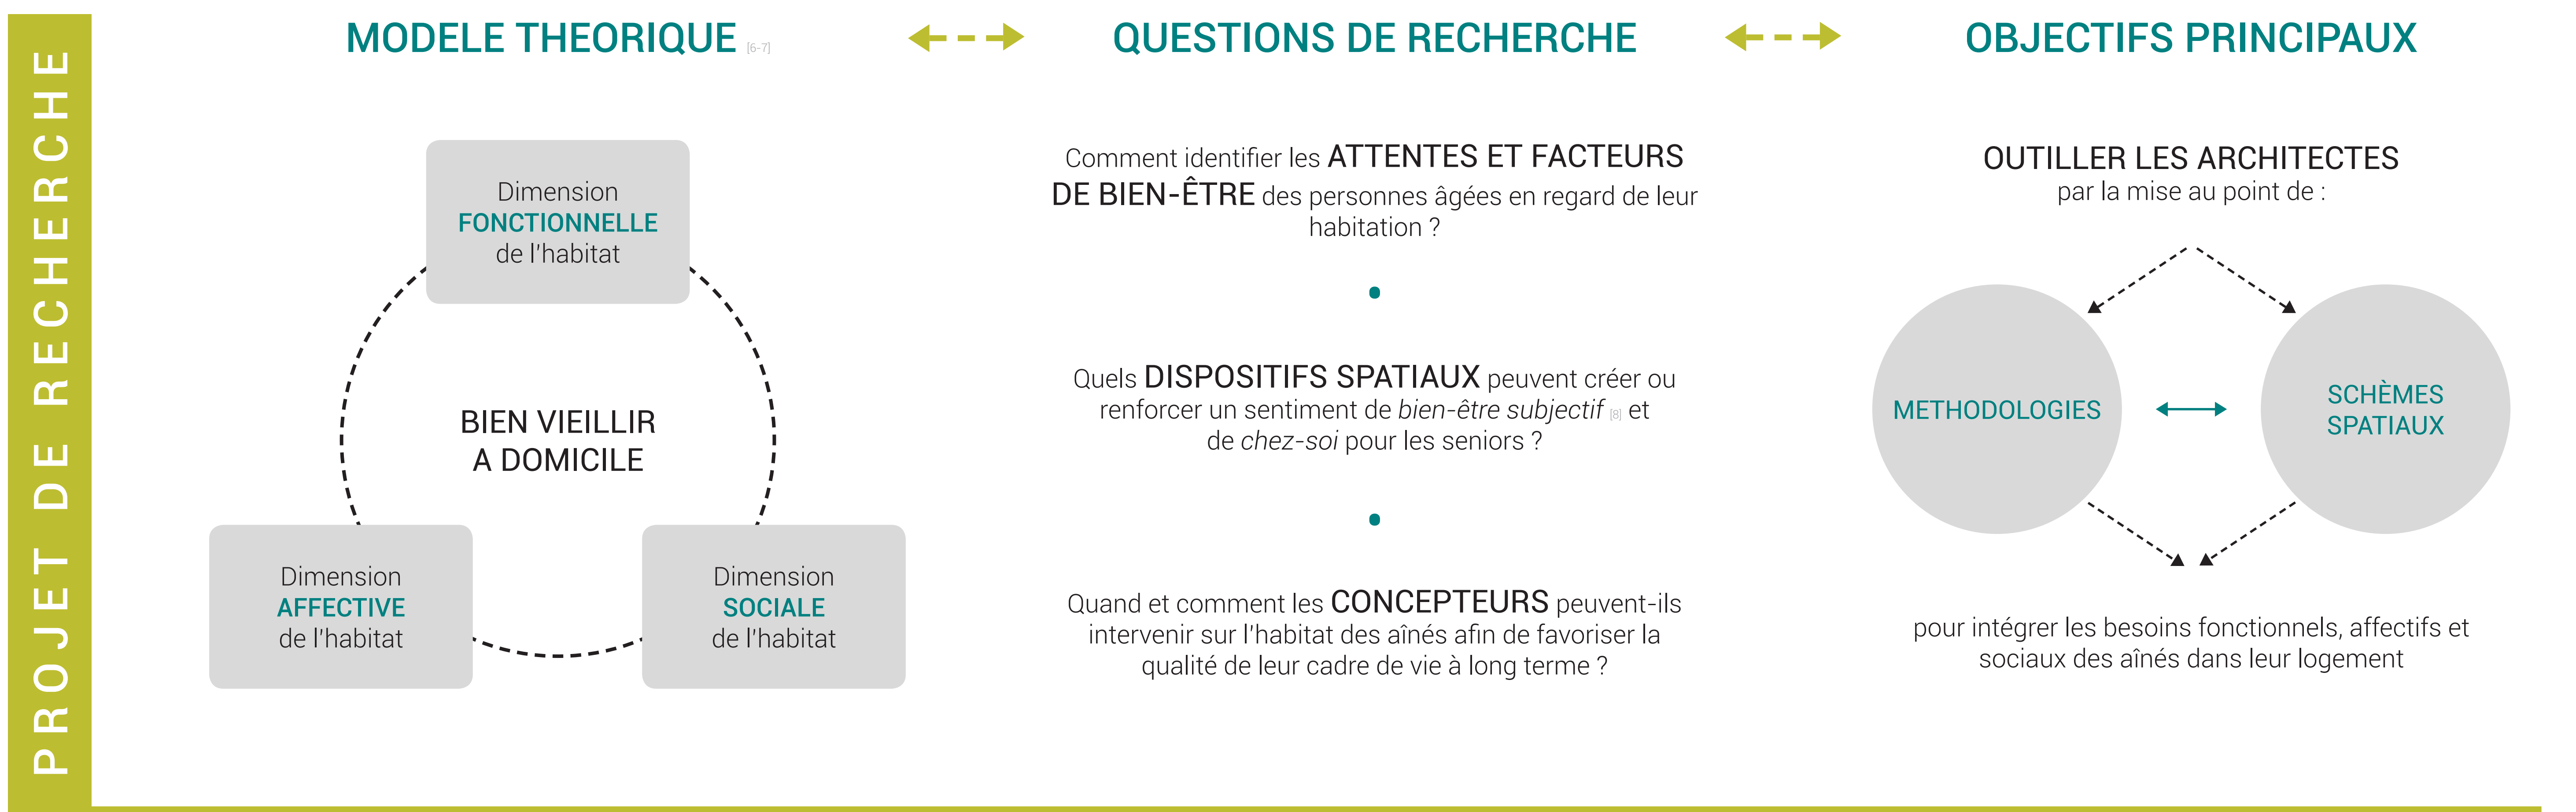 PROJET DE RECHERCHE
MODELE THEORIQUE [6-7]
Dimension
FONCTIONNELLE
de l'habitat
BIEN VIEILLIR
A DOMICILE
Dimension
AFFECTIVE
de l'habitat
Dimension
SOCIALE
de l'habitat
QUESTIONS DE RECHERCHE
Comment identifier les ATTENTES ET FACTEURS
DE BIEN-ÊTRE des personnes âgées en regard de leur
habitation ?
Quels DISPOSITIFS SPATIAUX peuvent créer ou
renforcer un sentiment de bien-être subjectif [8] et
de chez-soi pour les seniors ?
Quand et comment les CONCEPTEURS peuvent-ils
intervenir sur l'habitat des aînés afin de favoriser la
qualité de leur cadre de vie à long terme ?
OBJECTIFS PRINCIPAUX
OUTILLER LES ARCHITECTES
par la mise au point de :
METHODOLOGIES
SCHÈMES
SPATIAUX
pour intégrer les besoins fonctionnels, affectifs et
sociaux des aînés dans leur logement